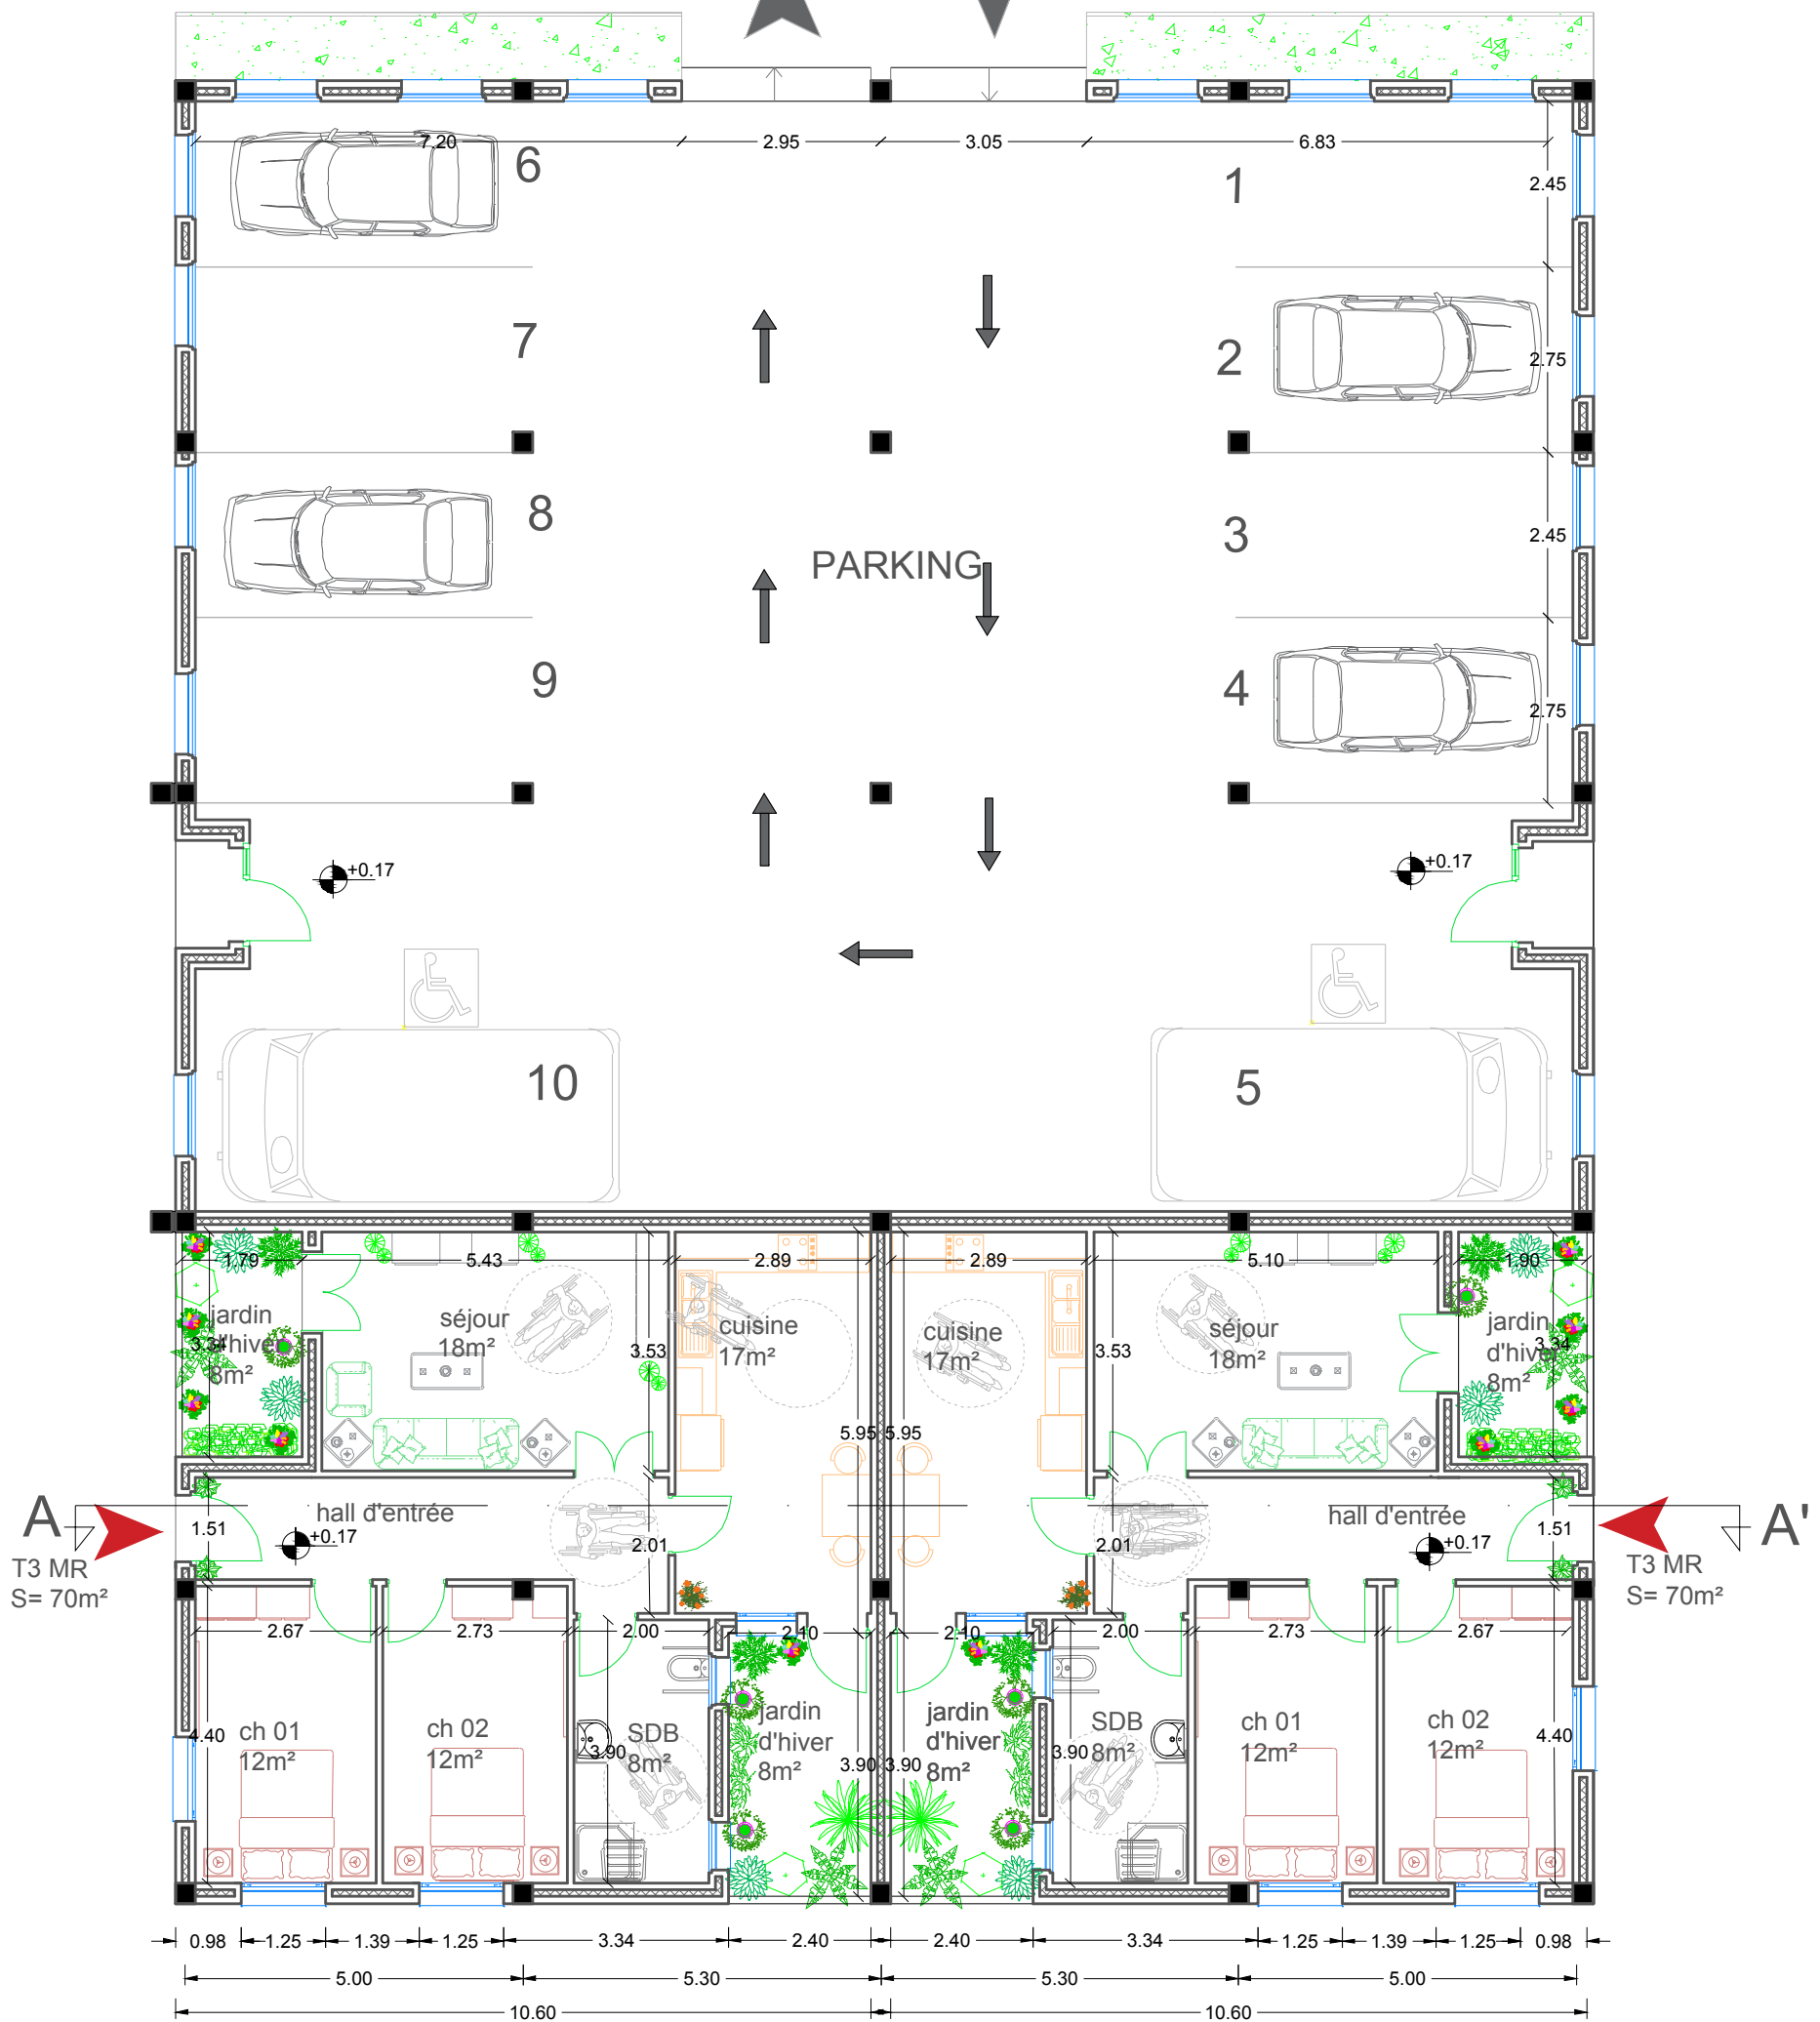 7.20
2.95
3.05
6.83
6
1
2.45
7
2
2.75
8
3
2.45
PARKING
9
4
2.75
+0.17
+0.17
10
5
1.79
5.43
2.89
2.89
5.10
1.90
jardin
d'hiver
8m²
3.34
séjour
18m²
3.53
cuisine
17m²
cuisine
17m²
3.53
séjour
18m²
jardin
d'hiver
8m²
3.34
5.95
5.95
A
T3 MR
S= 70m²
1.51
hall d'entrée
+0.17
2.01
2.01
hall d'entrée
+0.17
1.51
A'
T3 MR
S= 70m²
2.67
2.73
2.00
2.10
2.10
2.00
2.73
2.67
4.40
ch 01
12m²
ch 02
12m²
3.90
SDB
8m²
jardin
d'hiver
8m²
3.90
3.90
jardin
d'hiver
8m²
3.90
SDB
8m²
ch 01
12m²
ch 02
12m²
4.40
0.98
1.25
1.39
1.25
3.34
2.40
2.40
3.34
1.25
1.39
1.25
0.98
5.00
5.30
5.30
5.00
10.60
10.60